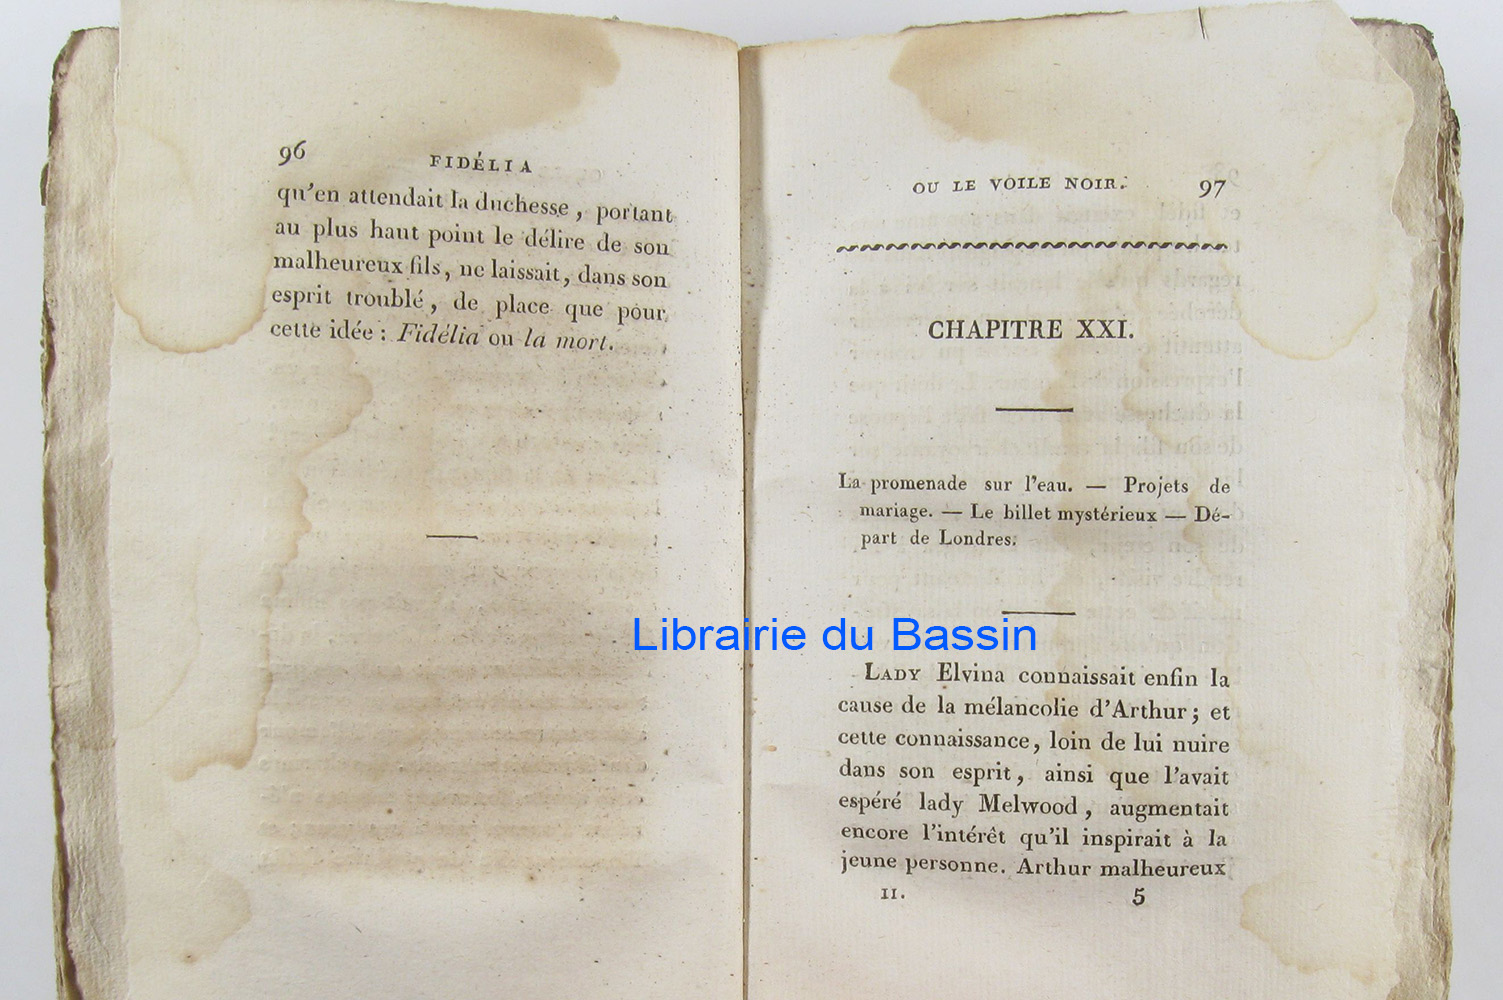 96
FIDÉLIA
qu'en attendait la duchesse, portant
au plus haut point le délire de son
malheureux fils, ne laissait, dans son
esprit troublé, de place que pour
cette idée : Fidélia ou la mort.
OU LE VOILE NOIR.
97
CHAPITRE XXI.
La promenade sur l'eau. — Projets de
mariage. — Le billet mystérieux — Dé-
part de Londres.
Librairie du Bassin
LADY Elvina connaissait enfin la
cause de la mélancolie d'Arthur; et
cette connaissance, loin de lui nuire
dans son esprit, ainsi que l'avait
espéré lady Melwood, augmentait
encore l'intérêt qu'il inspirait à la
jeune personne. Arthur malheureux
II.
5